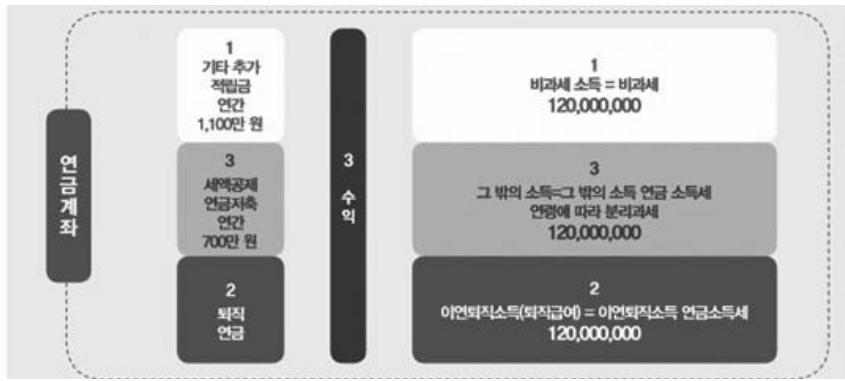 연금계좌
1
기타 추가
적립금
연간
1,100만 원
3
세액공제
연금저축
연간
700만 원
2
퇴직
연금
3 수익
1
비과세 소득 = 비과세
120,000,000
3
그 밖의 소득=그 밖의 소득 연금 소득세
연령에 따라 분리과세
120,000,000
2
이연퇴직소득(퇴직급여) = 이연퇴직소득 연금소득세
120,000,000